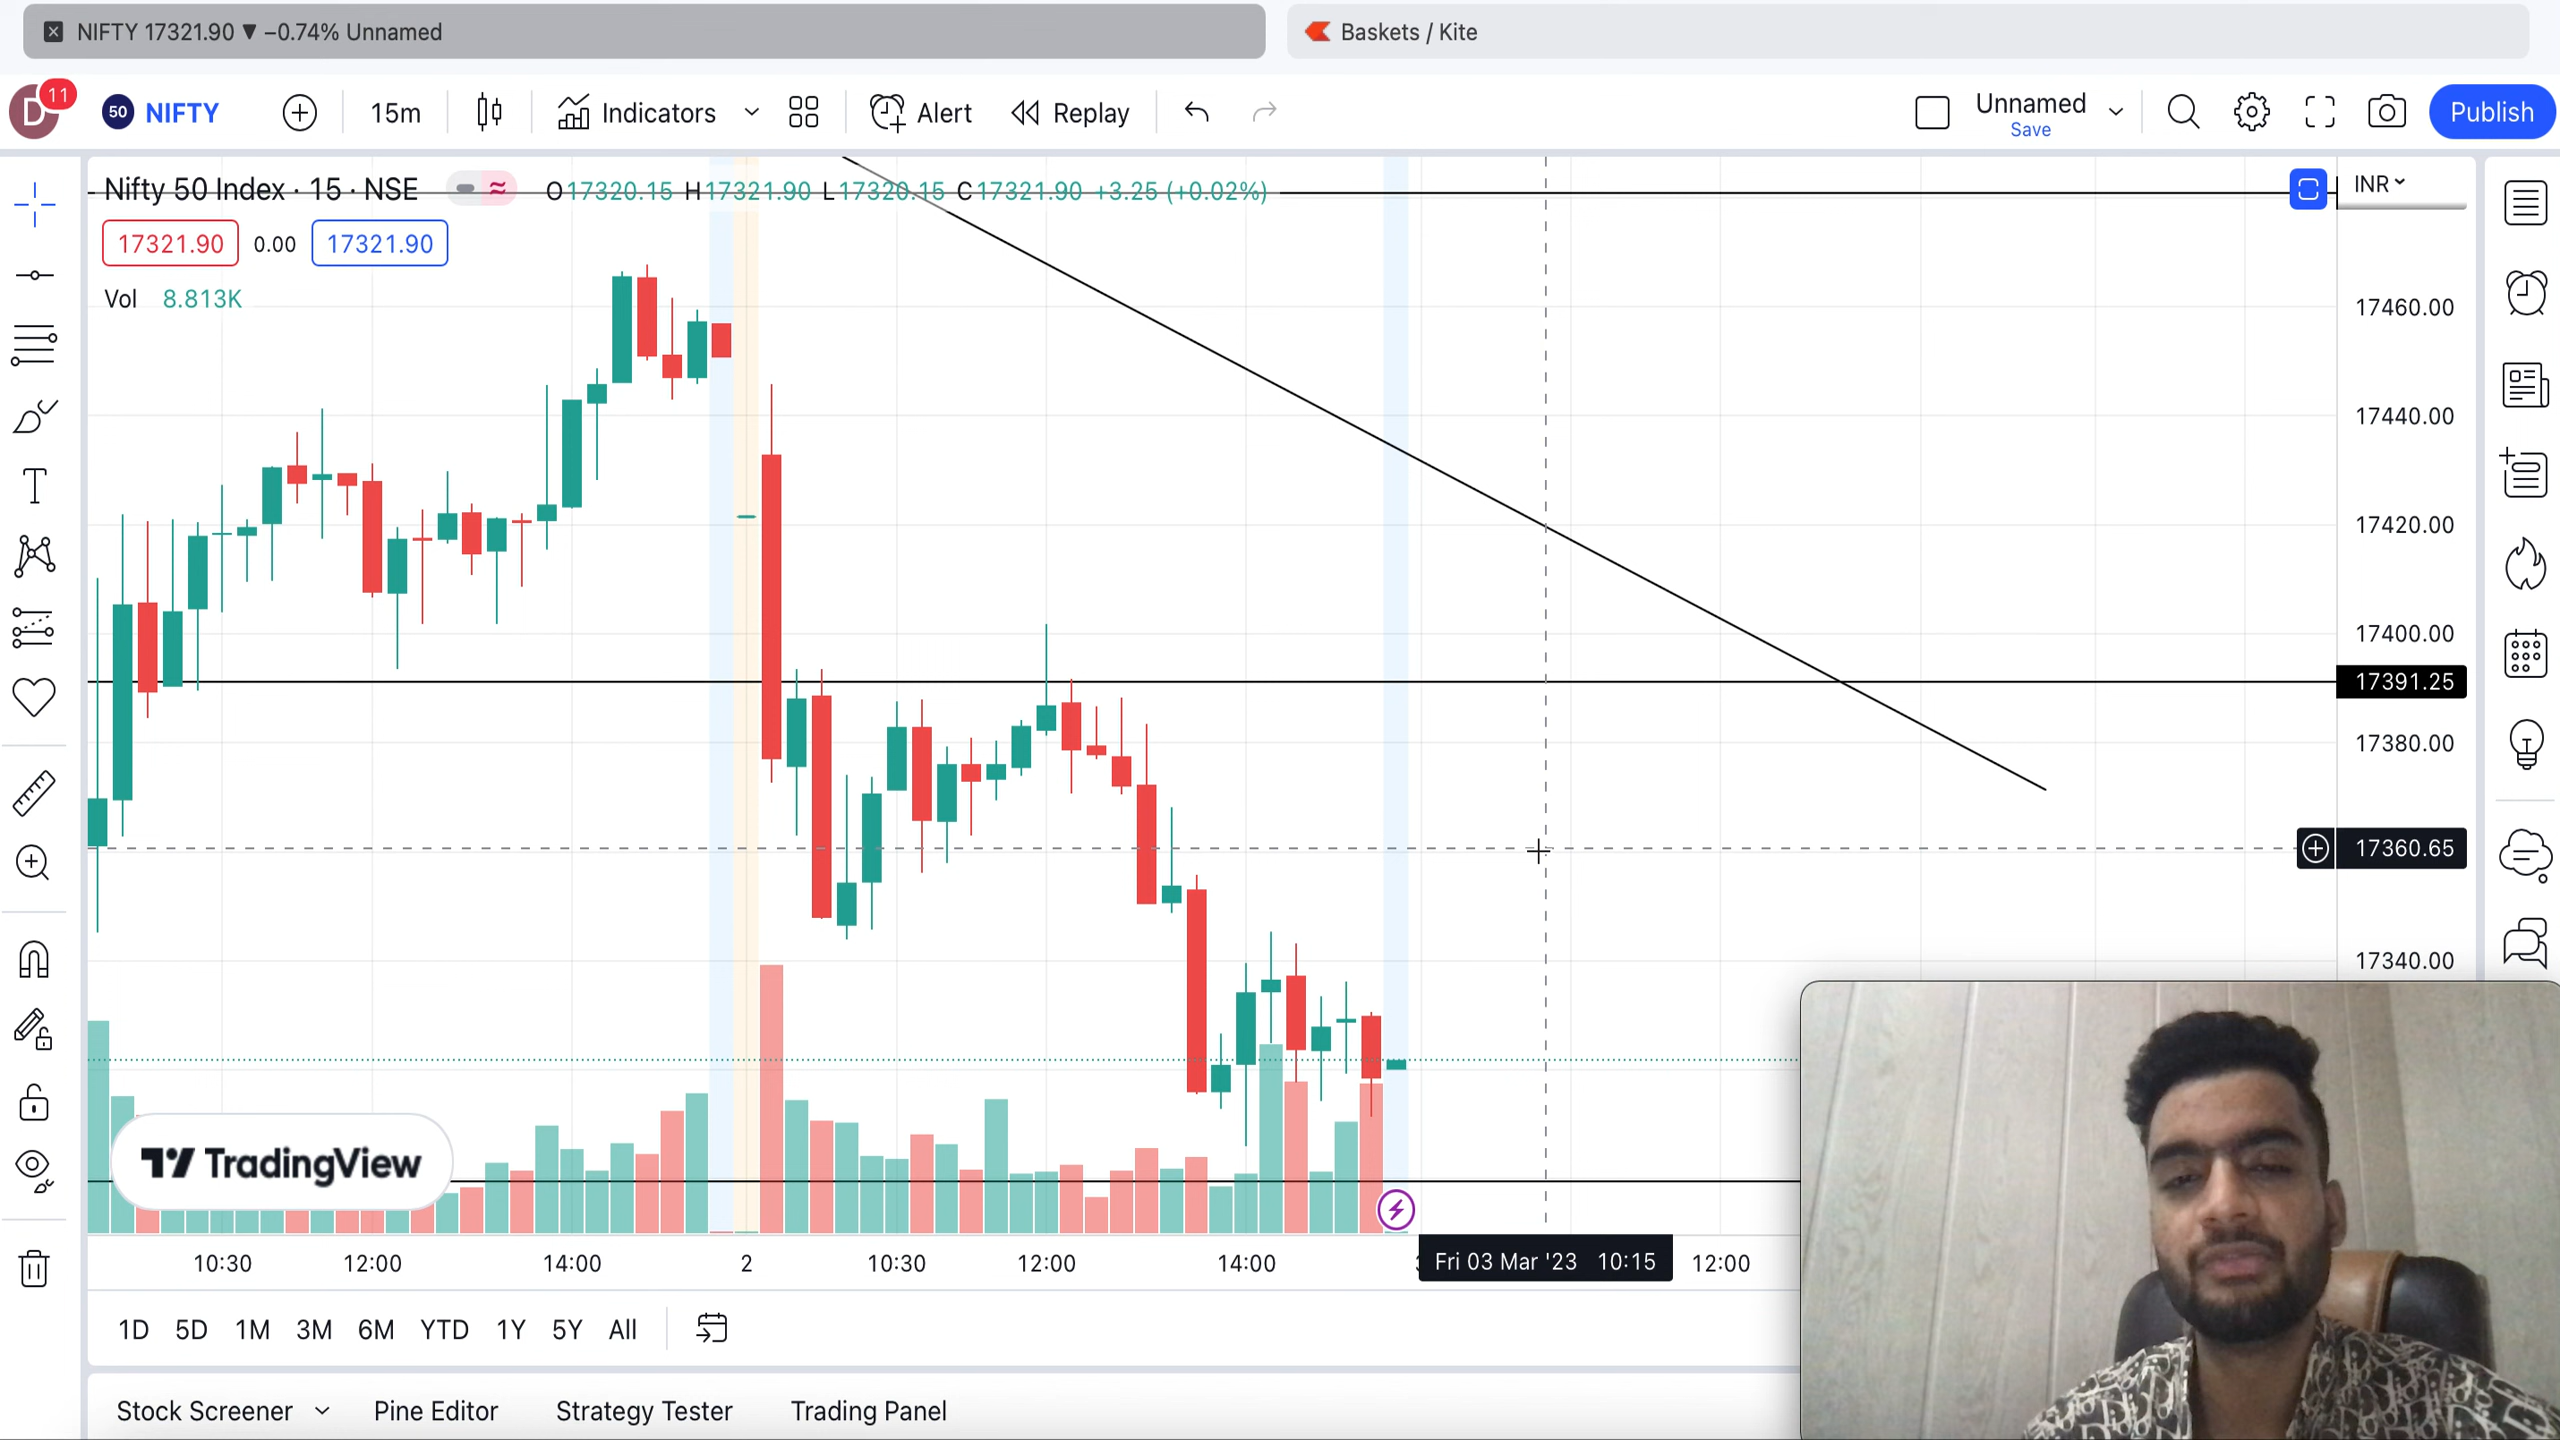 NIFTY 17321.90 ▼ −0.74% Unnamed
Baskets / Kite
D 11
50 NIFTY
15m
Indicators
Alert
Replay
Unnamed
Save
Publish
Nifty 50 Index · 15 · NSE
O17320.15 H17321.90 L17320.15 C17321.90 +3.25 (+0.02%)
INR
17321.90 0.00 17321.90
Vol 8.813K
17460.00
17440.00
17420.00
17400.00
17391.25
17380.00
17360.65
17340.00
TradingView
10:30 12:00 14:00 2 10:30 12:00 14:00 Fri 03 Mar '23 10:15 12:00
1D 5D 1M 3M 6M YTD 1Y 5Y All
Stock Screener Pine Editor Strategy Tester Trading Panel